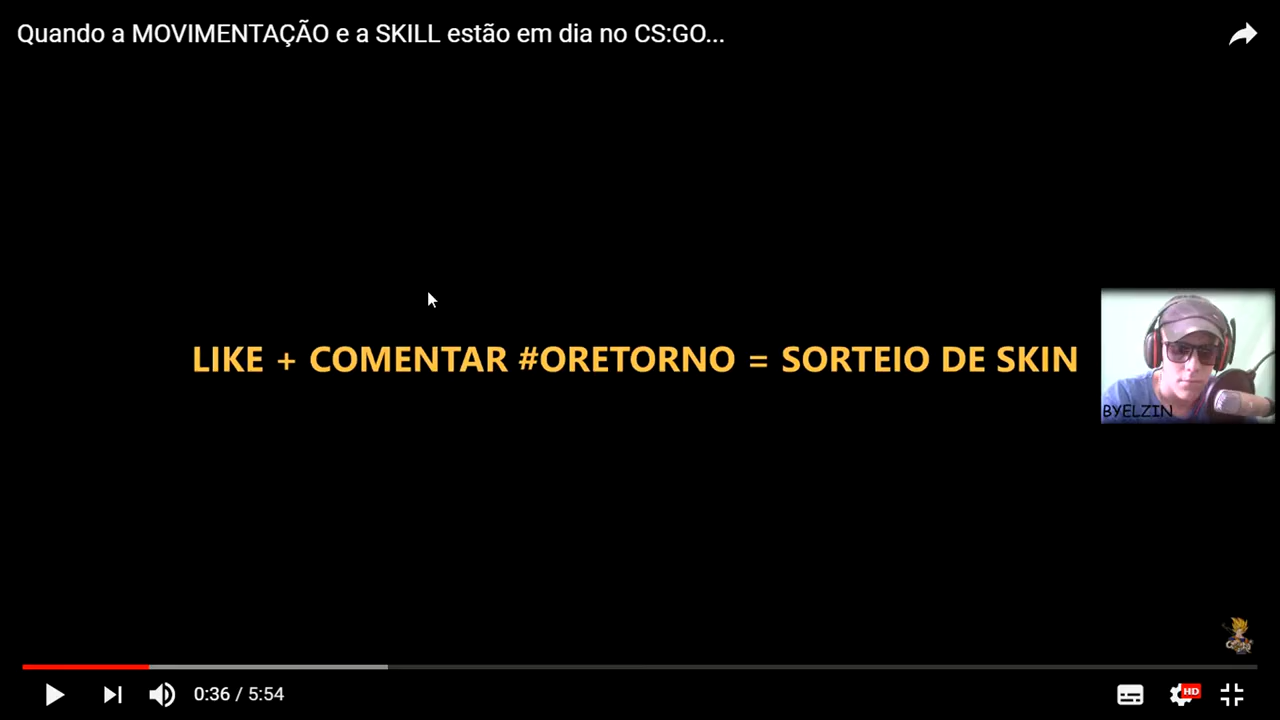 Quando a MOVIMENTAÇÃO e a SKILL estão em dia no CS:GO...
LIKE + COMENTAR #ORETORNO = SORTEIO DE SKIN
BYELZIN
0:36 / 5:54
HD